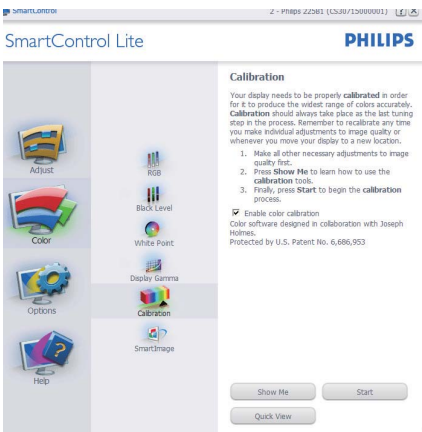 SmartControl
2 - Philips 225B1 (CS30715000001)
SmartControl Lite
PHILIPS
Adjust
Color
Options
Help
RGB
Black Level
White Point
Display Gamma
Calibration
SmartImage
Calibration
Your display needs to be properly calibrated in order
for it to produce the widest range of colors accurately.
Calibration should always take place as the last tuning
step in the process. Remember to recalibrate any time
you make individual adjustments to image quality or
whenever you move your display to a new location.
1. Make all other necessary adjustments to image
quality first.
2. Press Show Me to learn how to use the
calibration tools.
3. Finally, press Start to begin the calibration
process.
Enable color calibration
Color software designed in collaboration with Joseph
Holmes.
Protected by U.S. Patent No. 6,686,953
Show Me
Start
Quick View